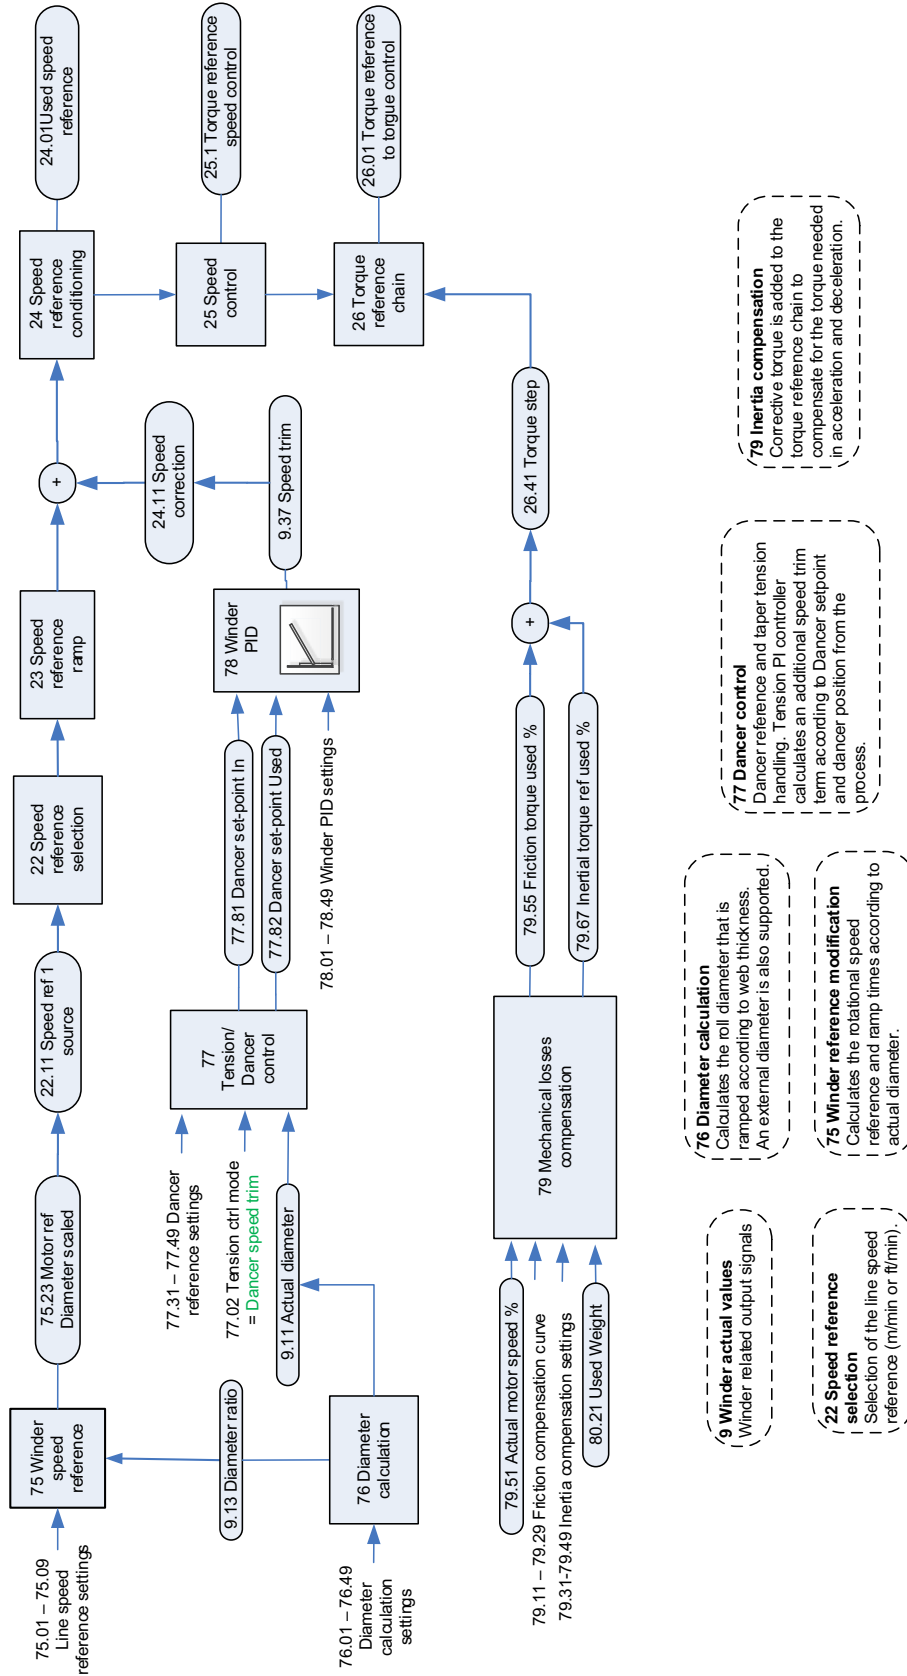 75.01 – 75.09
Line speed
reference settings
75 Winder
speed
reference
75.23 Motor ref
Diameter scaled
22.11 Speed ref 1
source
22 Speed
reference
selection
23 Speed
reference
ramp
+
24 Speed
reference
conditioning
24.01Used speed
reference
9.13 Diameter ratio
77.31 – 77.49 Dancer
reference settings
77.02 Tension ctrl mode
= Dancer speed trim
9.11 Actual diameter
77
Tension/
Dancer
control
77.81 Dancer set-point In
77.82 Dancer set-point Used
78.01 – 78.49 Winder PID settings
78 Winder
PID
9.37 Speed trim
24.11 Speed
correction
25 Speed
control
25.1 Torque reference
speed control
76.01 – 76.49
Diameter
calculation
settings
76 Diameter
calculation
26 Torque
reference
chain
26.01 Torque reference
to torgue control
79.51 Actual motor speed %
79.11 – 79.29 Friction compensation curve
79.31-79.49 Inertia compensation settings
80.21 Used Weight
79 Mechanical losses
compensation
79.55 Friction torque used %
79.67 Inertial torque ref used %
+
26.41 Torque step
9 Winder actual values
Winder related output signals
22 Speed reference
selection
Selection of the line speed
reference (m/min or ft/min).
76 Diameter calculation
Calculates the roll diameter that is
ramped according to web thickness.
An external diameter is also supported.
75 Winder reference modification
Calculates the rotational speed
reference and ramp times according to
actual diameter.
77 Dancer control
Dancer reference and taper tension
handling. Tension PI controller
calculates an additional speed trim
term according to Dancer setpoint
and dancer position from the
process.
79 Inertia compensation
Corrective torque is added to the
torque reference chain to
compensate for the torque needed
in acceleration and deceleration.